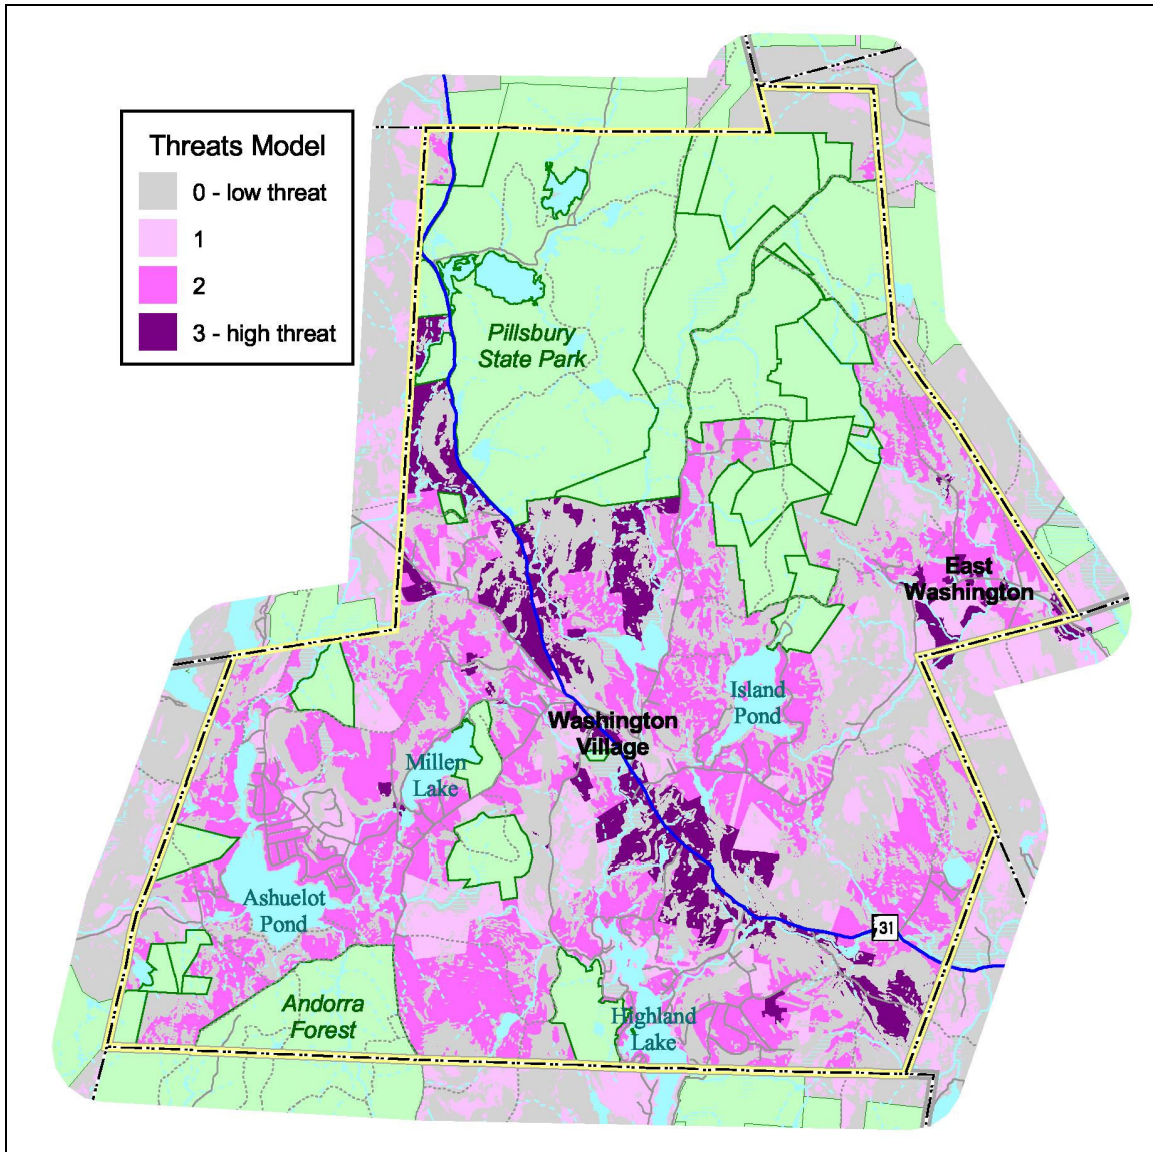 Threats Model
0 - low threat
1
2
3 - high threat
Pillsbury
State Park
East
Washington
Island
Pond
Washington
Village
Millen
Lake
Ashuelot
Pond
31
Andorra
Forest
Highland
Lake